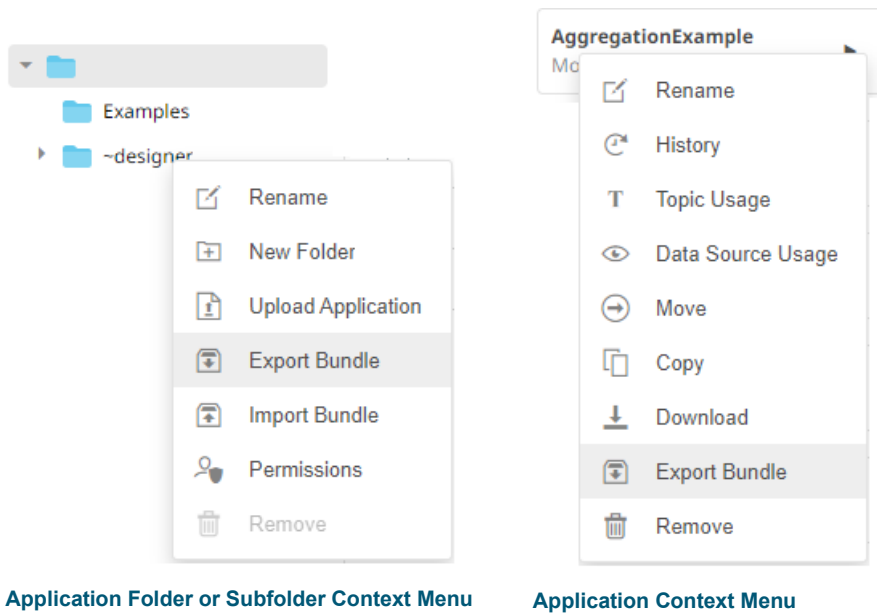 Examples
~designer
Rename
New Folder
Upload Application
Export Bundle
Import Bundle
Permissions
Remove
Application Folder or Subfolder Context Menu
AggregationExample
Mo
Rename
History
Topic Usage
Data Source Usage
Move
Copy
Download
Export Bundle
Remove
Application Context Menu